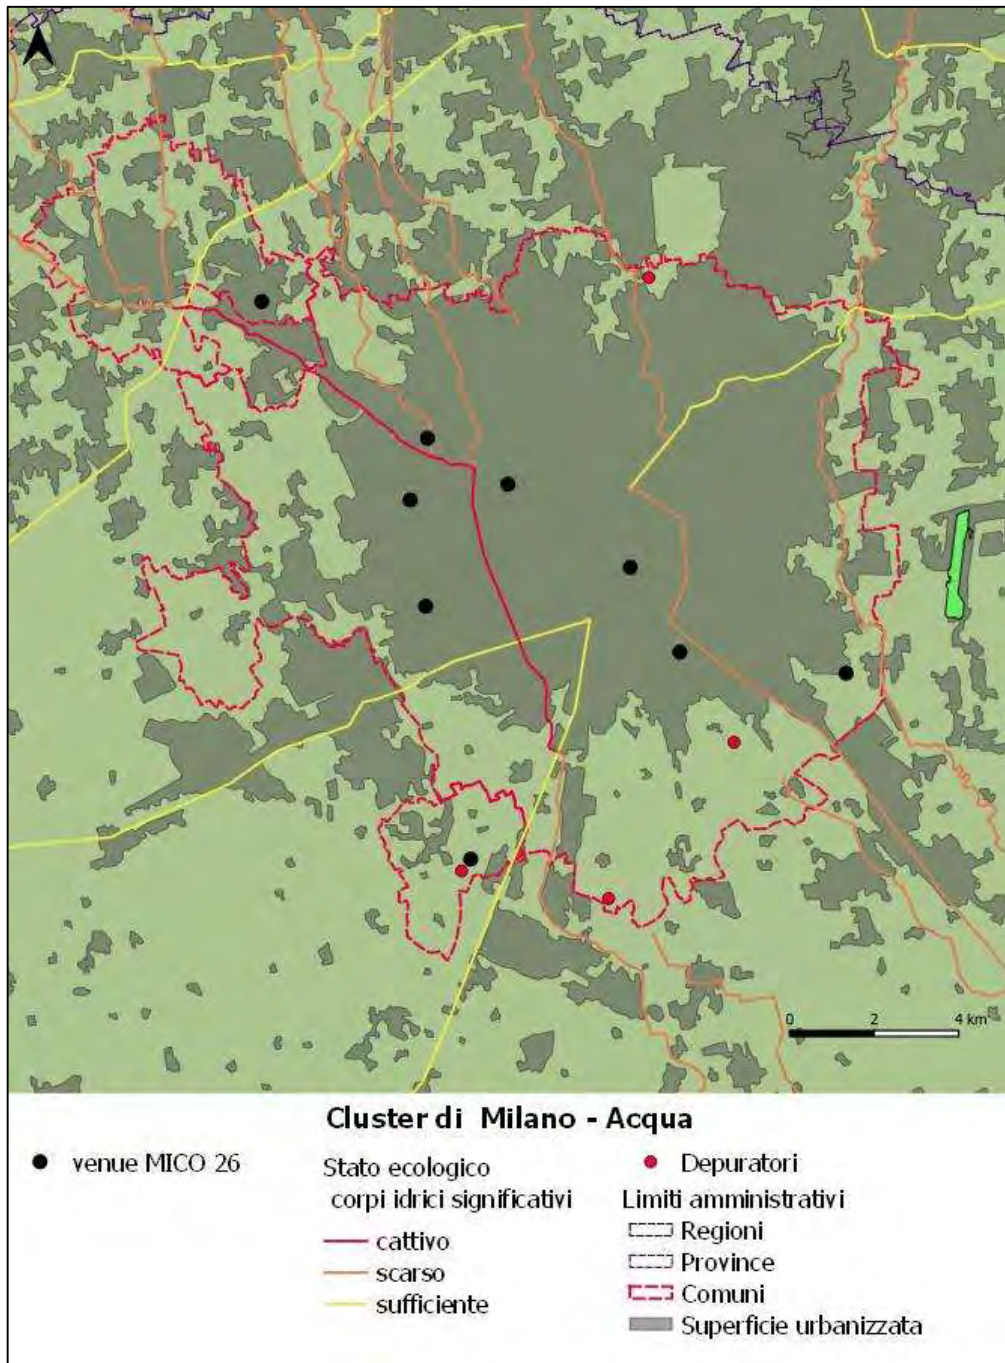 0 2 4 km
Cluster di Milano - Acqua
venue MICO 26
Stato ecologico
corpi idrici significativi
cattivo
scarso
sufficiente
Depuratori
Limiti amministrativi
Regioni
Province
Comuni
Superficie urbanizzata